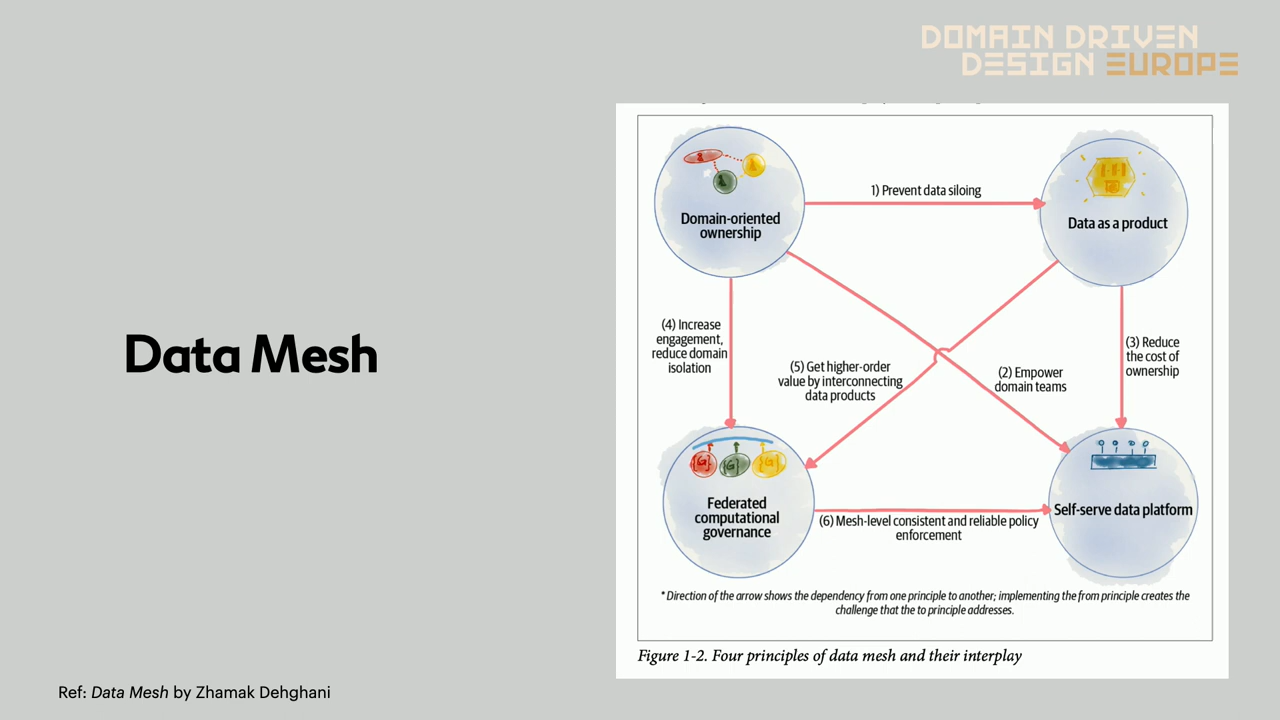 DOMAIN DRIVEN
DESIGN EUROPE
Data Mesh
Domain-oriented
ownership
1) Prevent data siloing
Data as a product
(4) Increase
engagement,
reduce domain
isolation
(5) Get higher-order
value by interconnecting
data products
(2) Empower
domain teams
(3) Reduce
the cost of
ownership
Federated
computational
governance
(6) Mesh-level consistent and reliable policy
enforcement
Self-serve data platform
* Direction of the arrow shows the dependency from one principle to another; implementing the from principle creates the
challenge that the to principle addresses.
Figure 1-2. Four principles of data mesh and their interplay
Ref: Data Mesh by Zhamak Dehghani